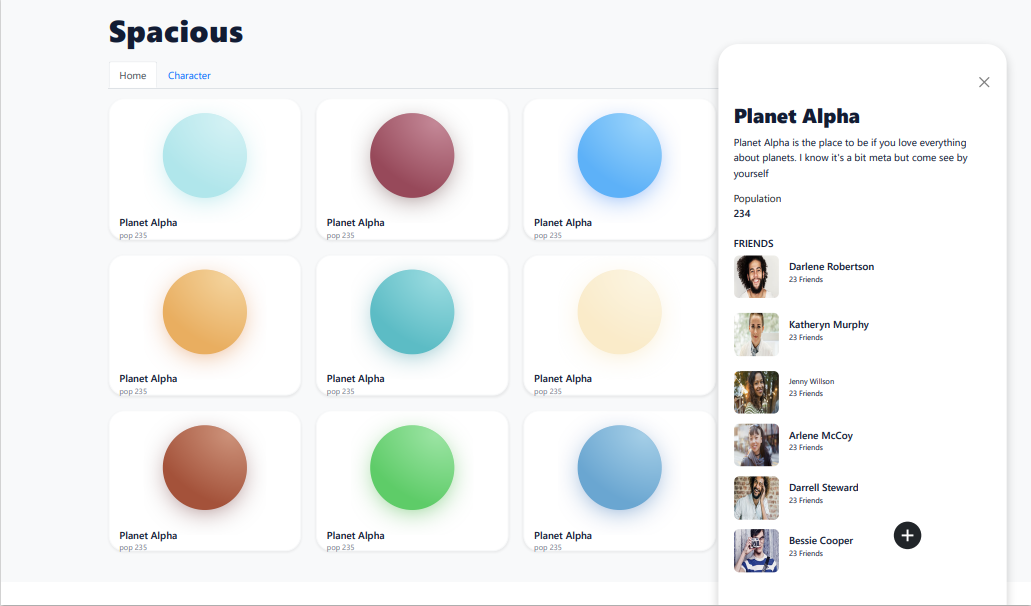 Spacious
Home
Character
Planet Alpha
pop 235
Planet Alpha
pop 235
Planet Alpha
pop 235
Planet Alpha
pop 235
Planet Alpha
pop 235
Planet Alpha
pop 235
Planet Alpha
pop 235
Planet Alpha
pop 235
Planet Alpha
pop 235
Planet Alpha
Planet Alpha is the place to be if you love everything
about planets. I know it's a bit meta but come see by
yourself
Population
234
FRIENDS
Darlene Robertson
23 Friends
Katheryn Murphy
23 Friends
Jenny Willson
23 Friends
Arlene McCoy
23 Friends
Darrell Steward
23 Friends
Bessie Cooper
23 Friends